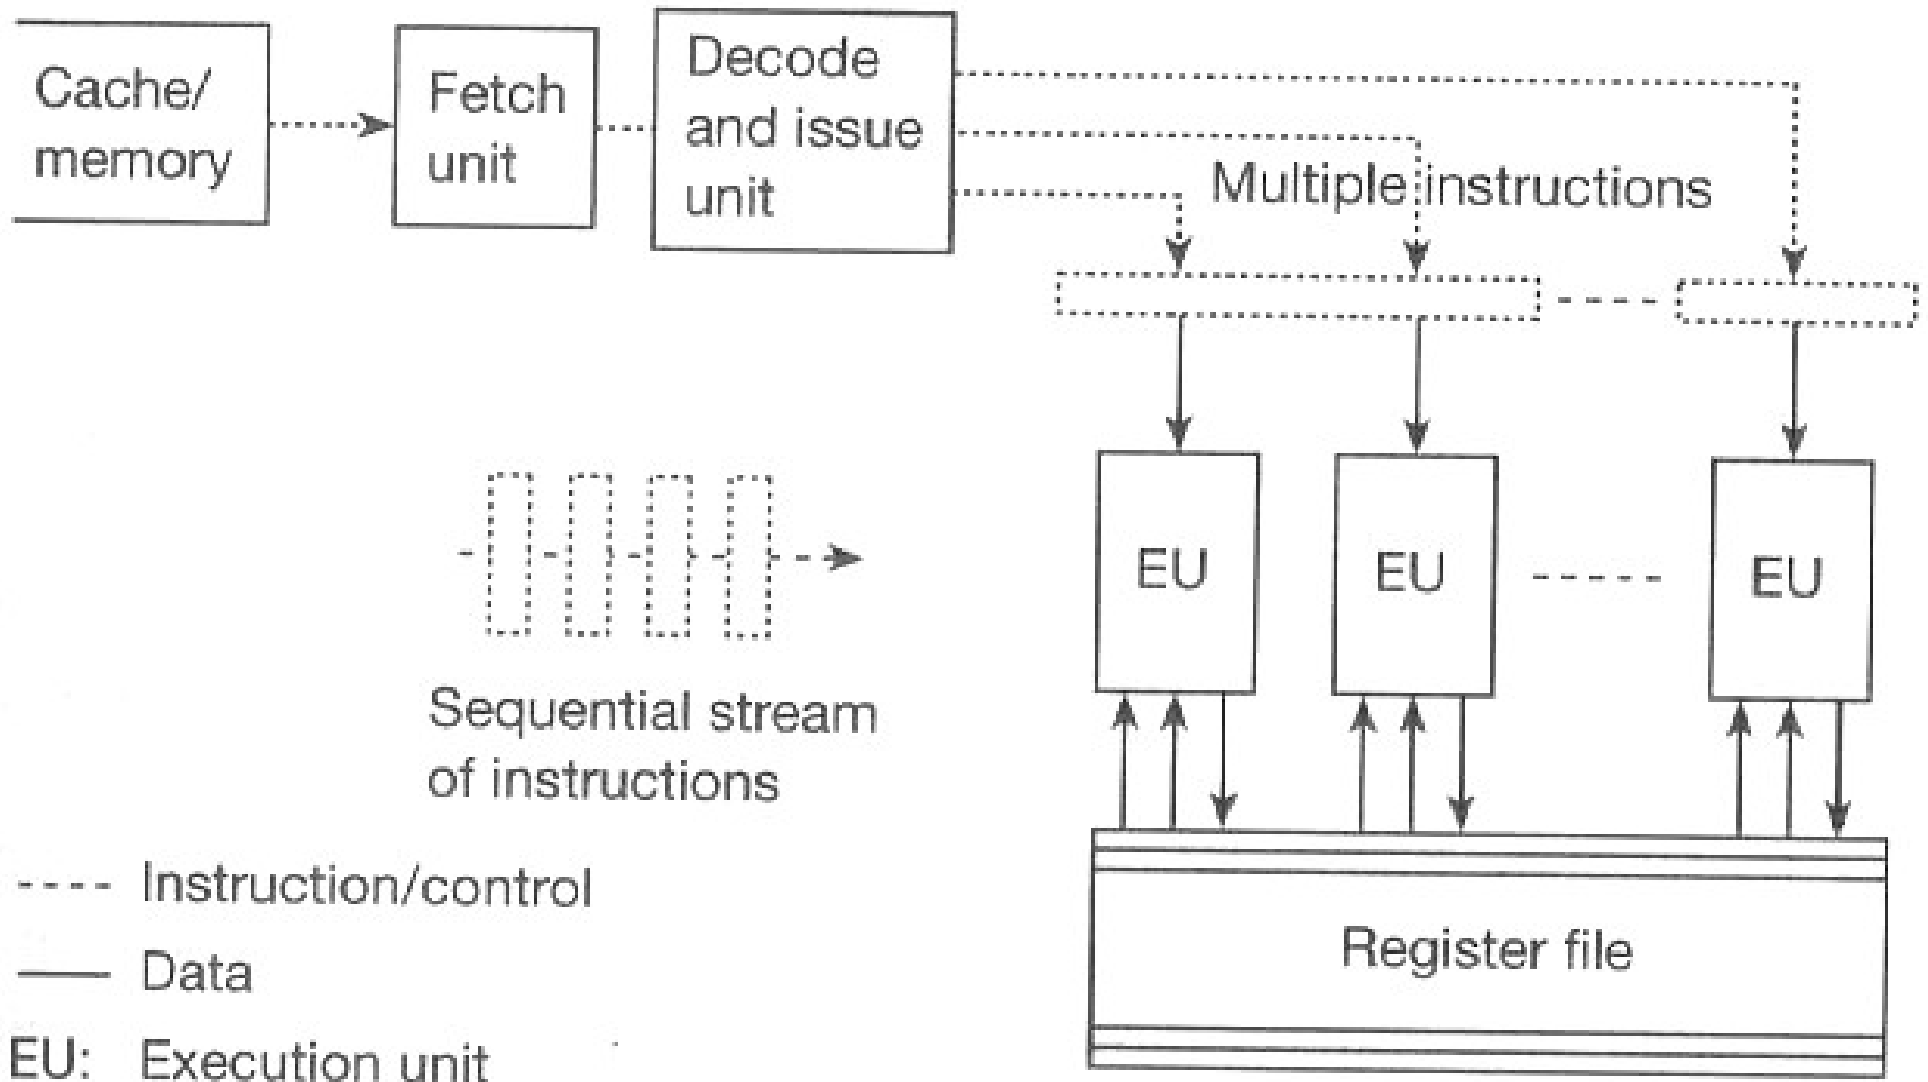 Cache/
memory
Fetch
unit
Decode
and issue
unit
Multiple instructions
EU
EU
EU
Sequential stream
of instructions
Instruction/control
Data
EU: Execution unit
Register file